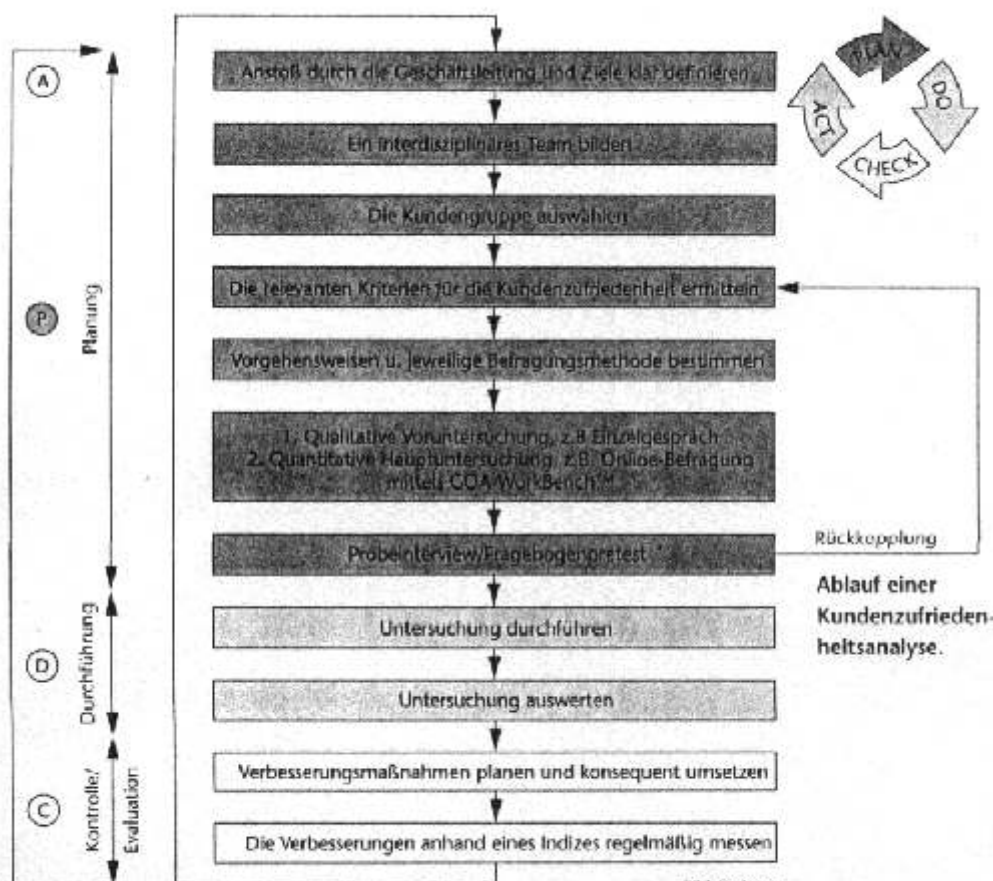 A
Anstoß durch die Geschäftsleitung und Ziele klar definieren
PLAN
DO
CHECK
ACT
Ein interdisziplinäres Team bilden
Die Kundengruppe auswählen
P
Planung
Die relevanten Kriterien für die Kundenzufriedenheit ermitteln
Vorgehensweisen u. jeweilige Befragungsmethode bestimmen
1. Qualitative Voruntersuchung, z.B Einzelgespräch
2. Quantitative Hauptuntersuchung, z.B. Online-Befragung
mittels WorkBench
Probeinterview/Fragebogenpretest
Rückkopplung
Ablauf einer
Kundenzufrieden-
heitsanalyse.
D
Durchführung
Untersuchung durchführen
Untersuchung auswerten
C
Kontrolle/
Evaluation
Verbesserungsmaßnahmen planen und konsequent umsetzen
Die Verbesserungen anhand eines Indizes regelmäßig messen